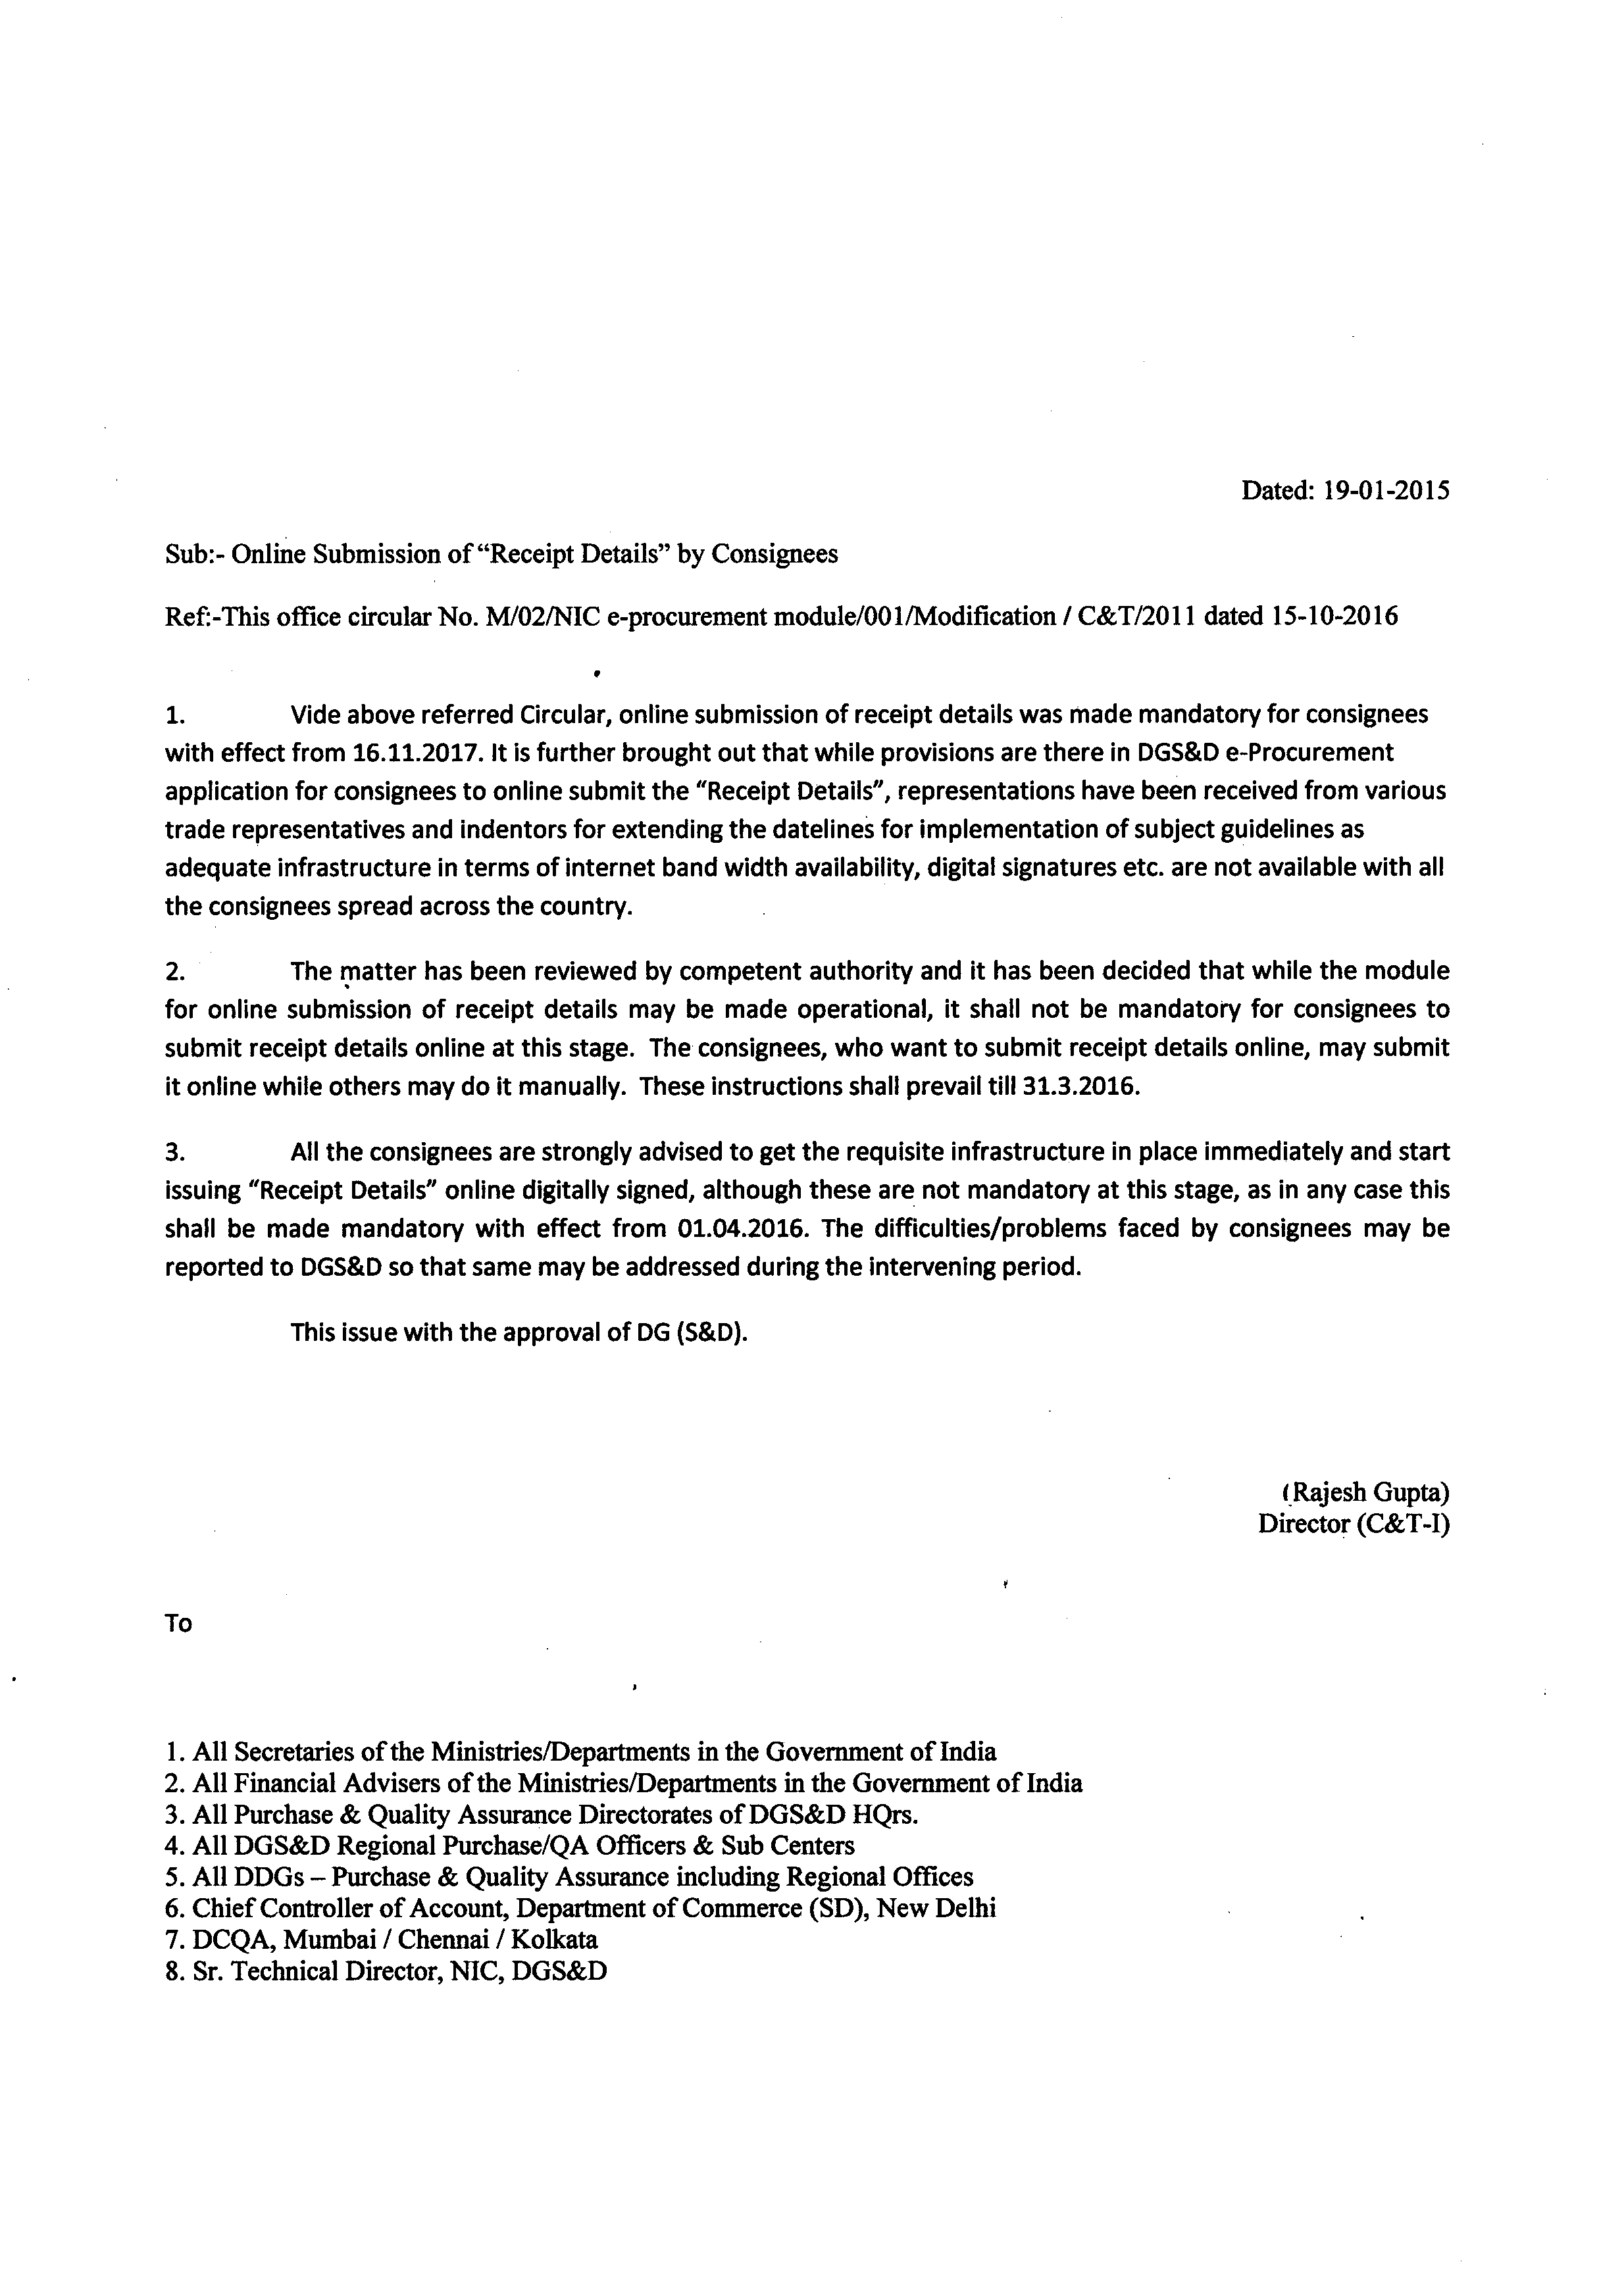 Dated: 19-01-2015
Sub:- Online Submission of “Receipt Details” by Consignees
Ref:-This office circular No. M/02/NIC e-procurement module/001/Modification / C&T/2011 dated 15-10-2016
1. Vide above referred Circular, online submission of receipt details was made mandatory for consignees
with effect from 16.11.2017. It is further brought out that while provisions are there in DGS&D e-Procurement
application for consignees to online submit the “Receipt Details”, representations have been received from various
trade representatives and indentors for extending the datelines for implementation of subject guidelines as
adequate infrastructure in terms of internet band width availability, digital signatures etc. are not available with all
the consignees spread across the country.
2. The matter has been reviewed by competent authority and it has been decided that while the module
for online submission of receipt details may be made operational, it shall not be mandatory for consignees to
submit receipt details online at this stage. The consignees, who want to submit receipt details online, may submit
it online while others may do it manually. These instructions shall prevail till 31.3.2016.
3. All the consignees are strongly advised to get the requisite infrastructure in place immediately and start
issuing “Receipt Details” online digitally signed, although these are not mandatory at this stage, as in any case this
shall be made mandatory with effect from 01.04.2016. The difficulties/problems faced by consignees may be
reported to DGS&D so that same may be addressed during the intervening period.
This issue with the approval of DG (S&D).
(Rajesh Gupta)
Director (C&T-I)
To
1. All Secretaries of the Ministries/Departments in the Government of India
2. All Financial Advisers of the Ministries/Departments in the Government of India
3. All Purchase & Quality Assurance Directorates of DGS&D HQrs.
4. All DGS&D Regional Purchase/QA Officers & Sub Centers
5. All DDGs – Purchase & Quality Assurance including Regional Offices
6. Chief Controller of Account, Department of Commerce (SD), New Delhi
7. DCQA, Mumbai / Chennai / Kolkata
8. Sr. Technical Director, NIC, DGS&D